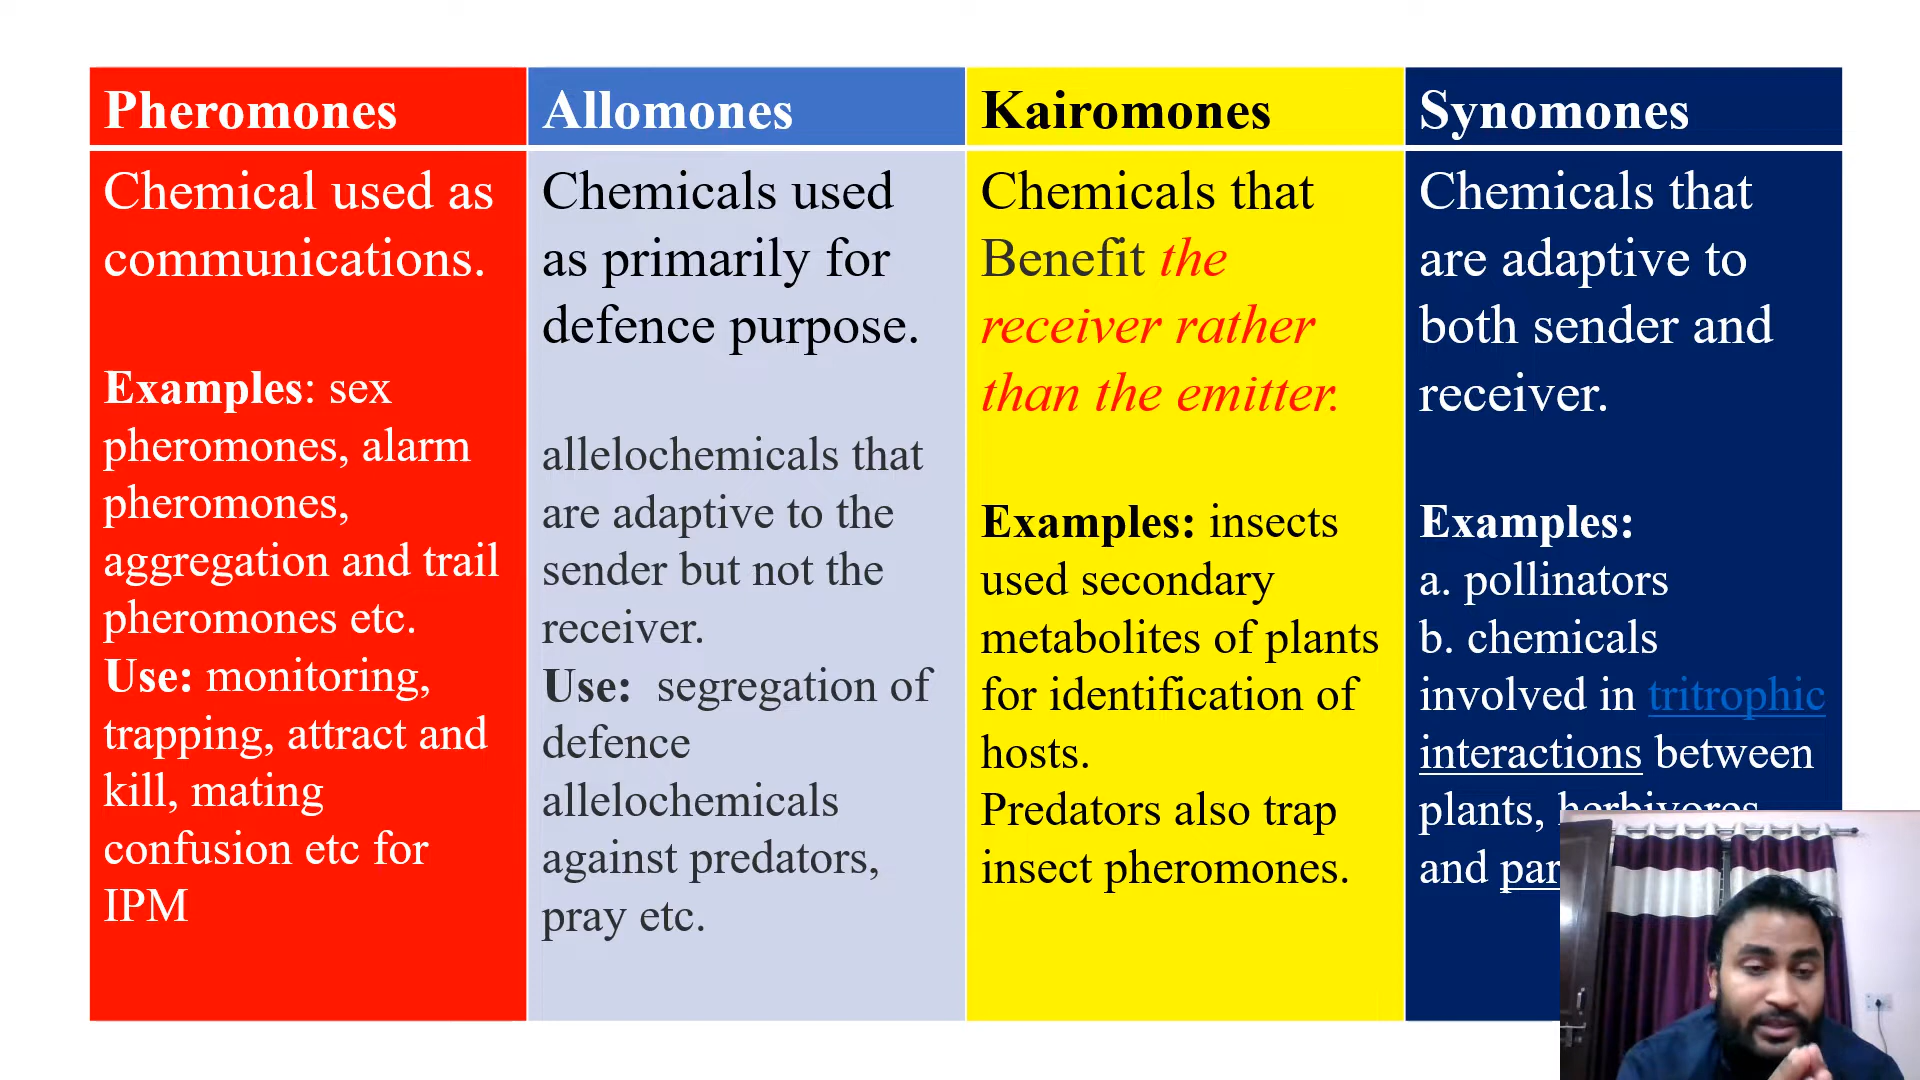 Pheromones
Chemical used as
communications.
Examples: sex
pheromones, alarm
pheromones,
aggregation and trail
pheromones etc.
Use: monitoring,
trapping, attract and
kill, mating
confusion etc for
IPM
Allomones
Chemicals used
as primarily for
defence purpose.
allelochemicals that
are adaptive to the
sender but not the
receiver.
Use: segregation of
defence
allelochemicals
against predators,
pray etc.
Kairomones
Chemicals that
Benefit the
receiver rather
than the emitter.
Examples: insects
used secondary
metabolites of plants
for identification of
hosts.
Predators also trap
insect pheromones.
Synomones
Chemicals that
are adaptive to
both sender and
receiver.
Examples:
a. pollinators
b. chemicals
involved in tritrophic
interactions between
plants, herbivores
and